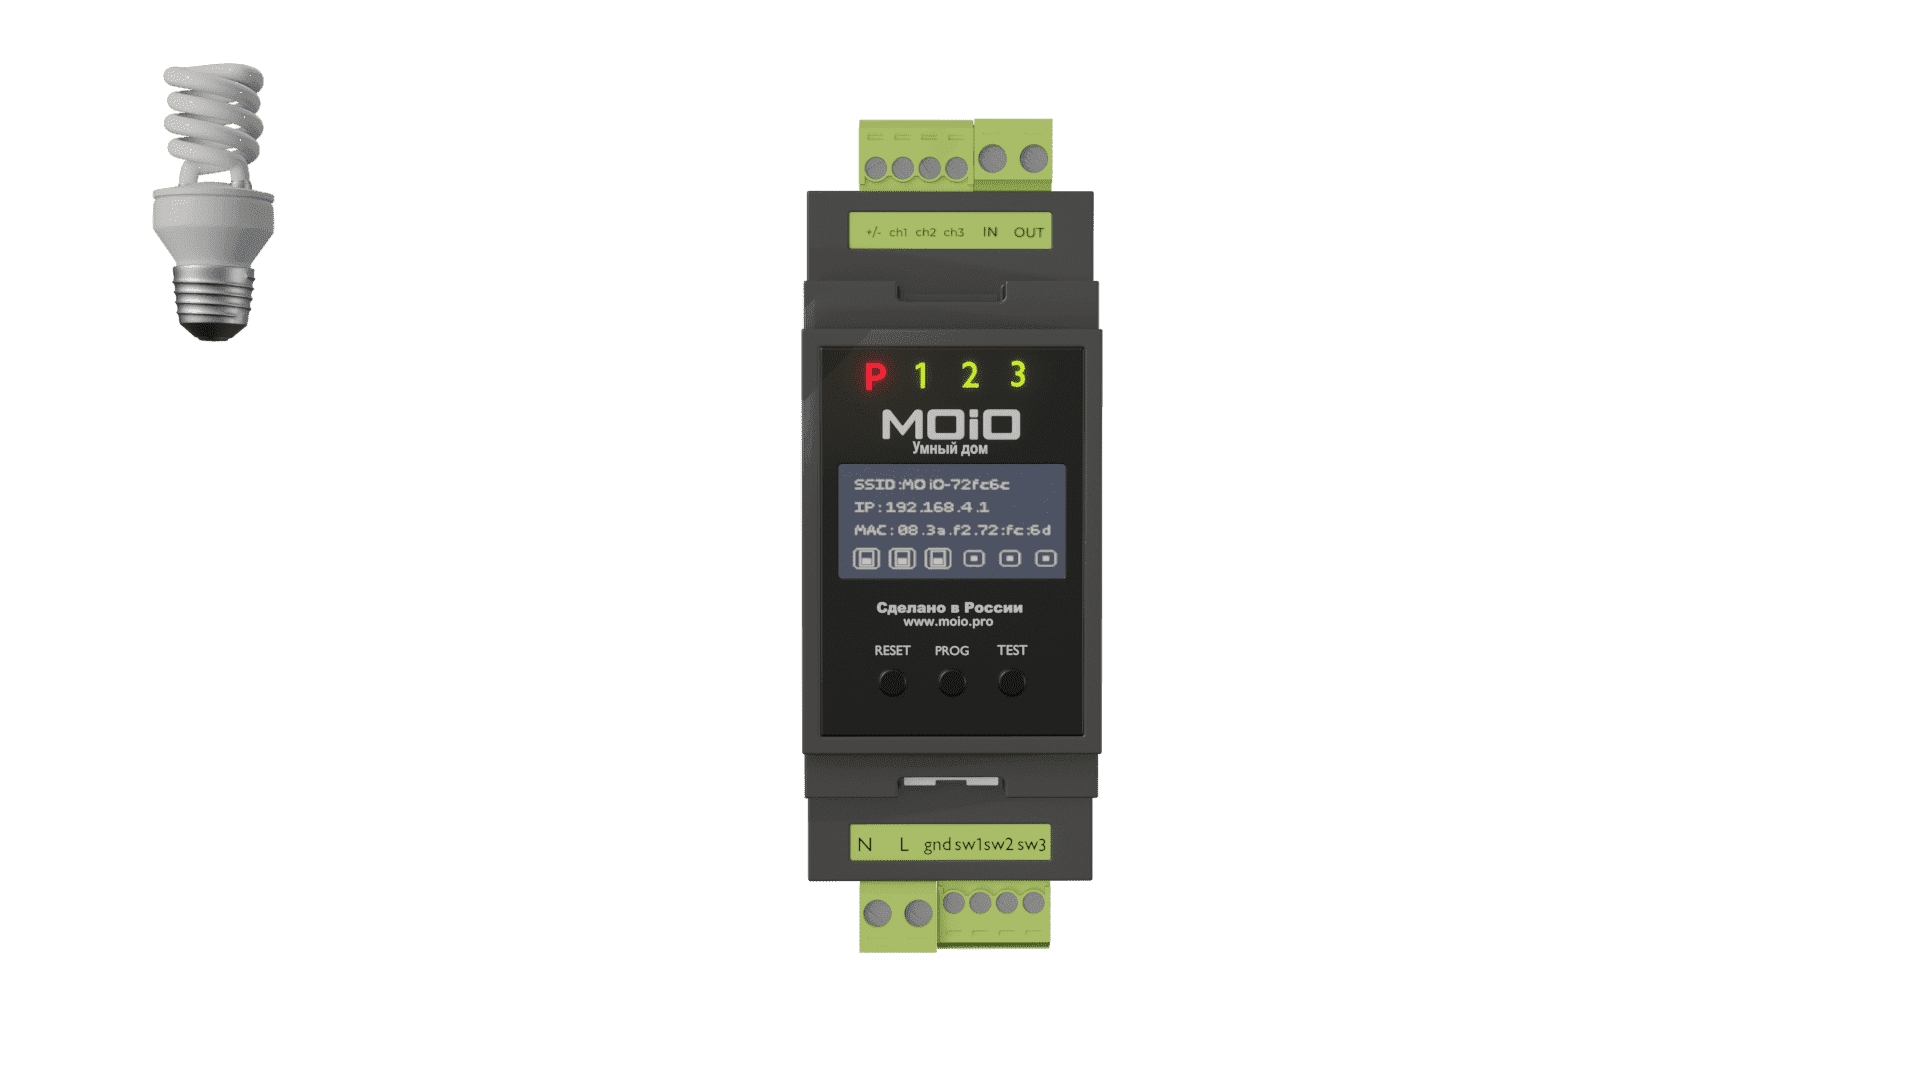 +/- ch1 ch2 ch3 IN OUT
P 1 2 3
MOiO
Умный дом
SSID:MOiO-72fc6c
IP:192.168.4.1
MAC:08.3a.f2.72:fc:6d
Сделано в России
www.moio.pro
RESET PROG TEST
N L gnd sw1 sw2 sw3